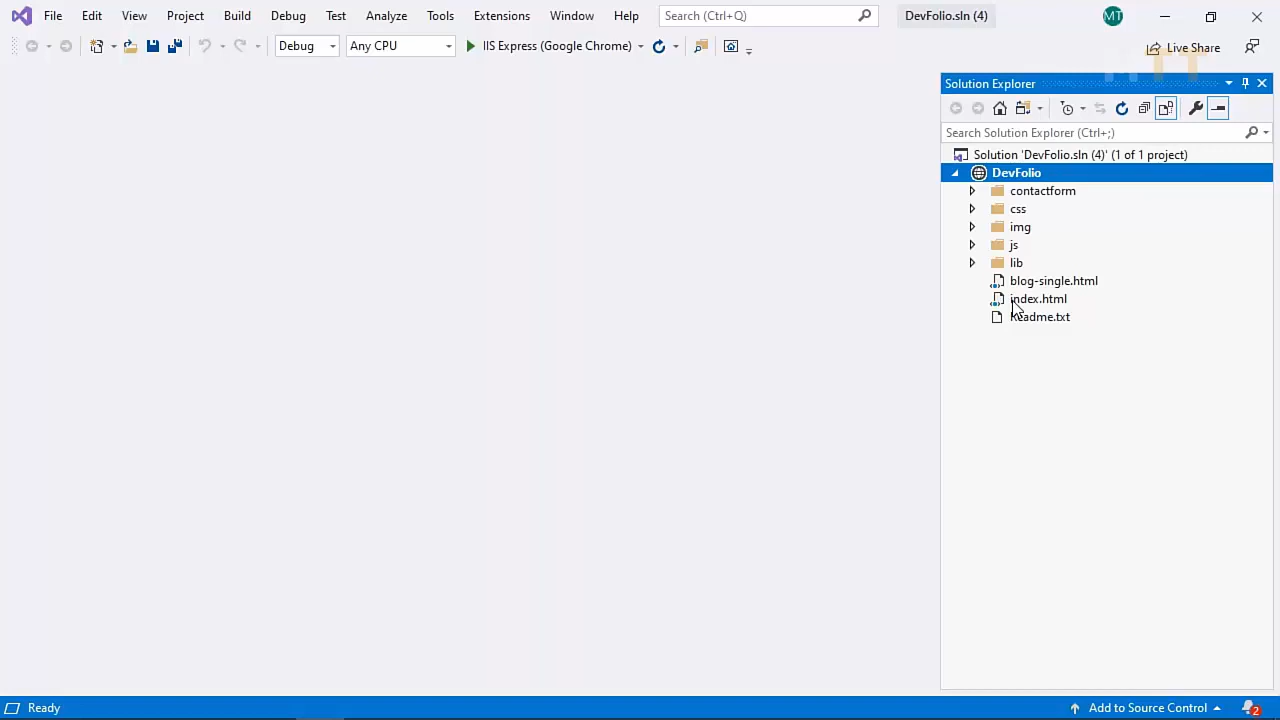 File Edit View Project Build Debug Test Analyze Tools Extensions Window Help Search (Ctrl+Q) DevFolio.sln (4) MT
Debug Any CPU IIS Express (Google Chrome) Live Share
Solution Explorer
Search Solution Explorer (Ctrl+;)
Solution 'DevFolio.sln (4)' (1 of 1 project)
DevFolio
contactform
css
img
js
lib
blog-single.html
index.html
Readme.txt
Ready Add to Source Control 2